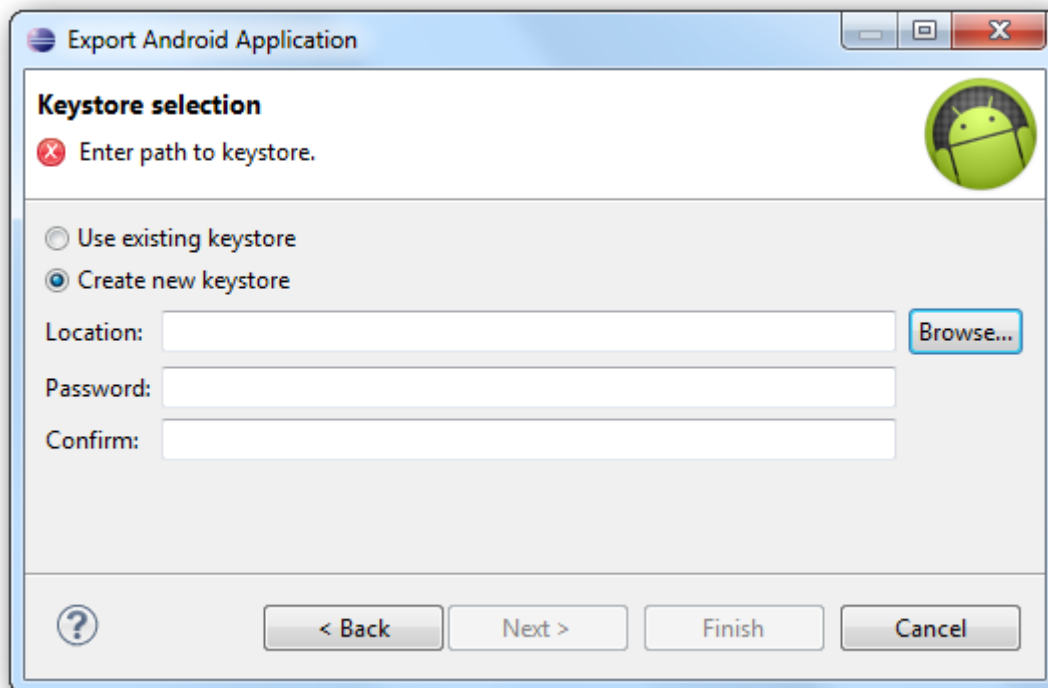 Export Android Application
Keystore selection
Enter path to keystore.
Use existing keystore
Create new keystore
Location:
Browse...
Password:
Confirm:
< Back
Next >
Finish
Cancel